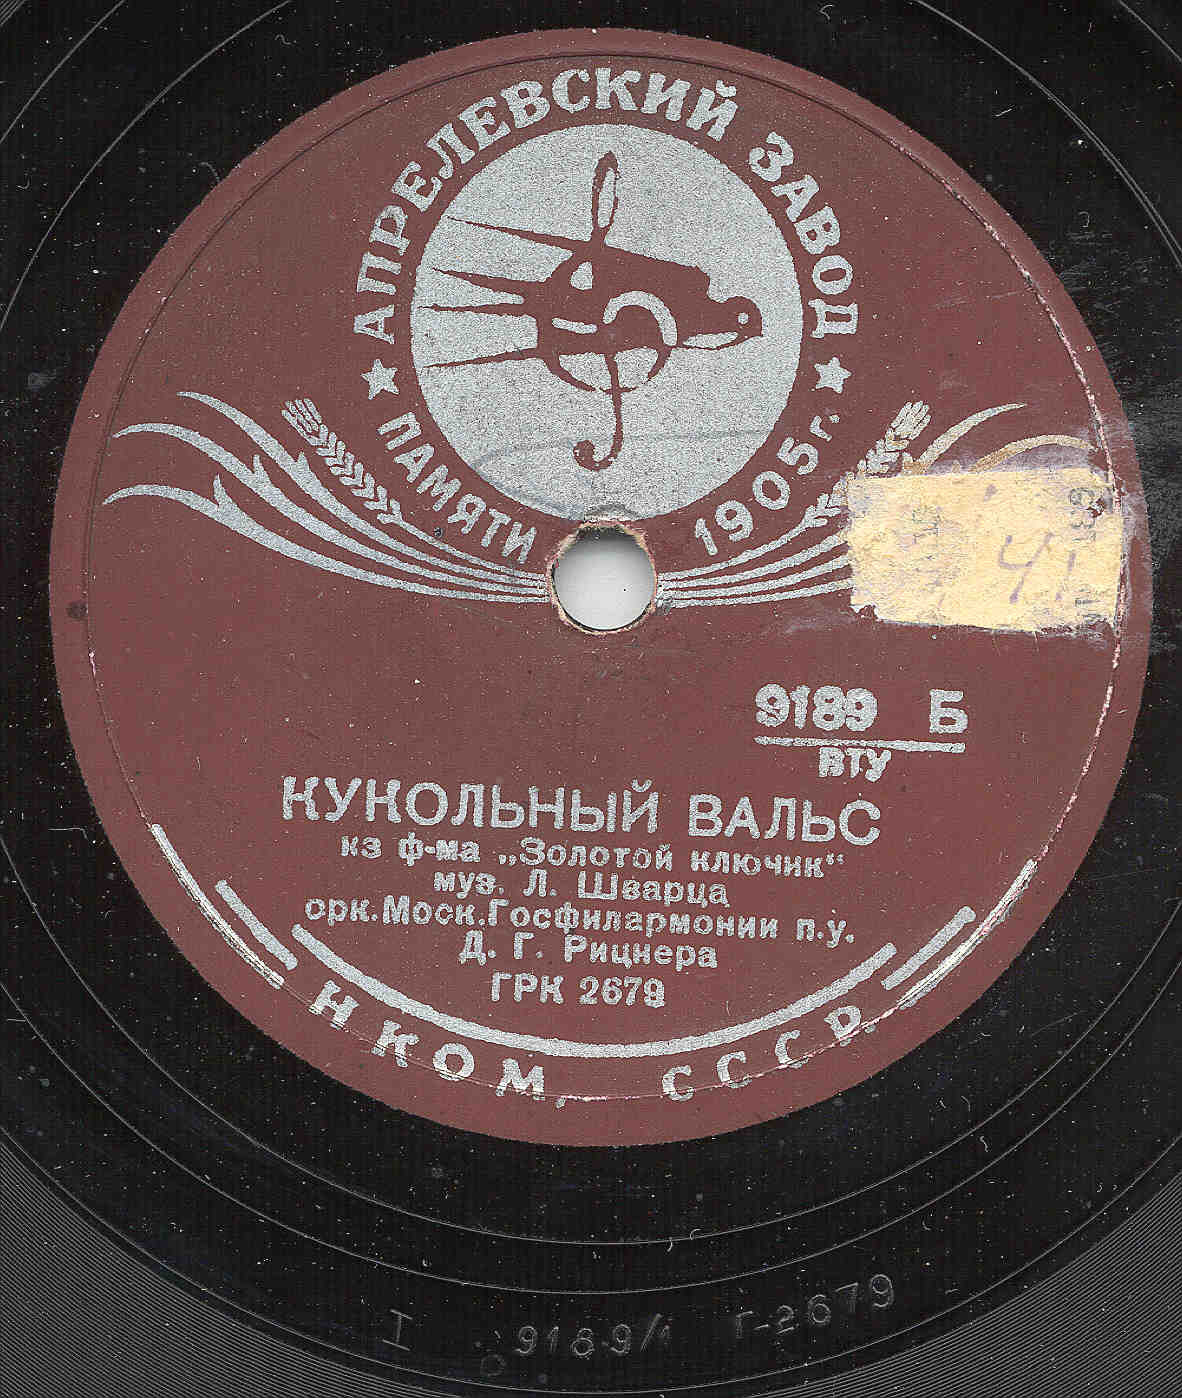 АПРЕЛЕВСКИЙ ЗАВОД
ПАМЯТИ 1905 г.
41
9189 Б
ВТУ
КУКОЛЬНЫЙ ВАЛЬС
из ф-ма „Золотой ключик“
муз. Л. Шварца
орк. Моск. Госфилармонии п.у.
Д. Г. Рицнера
ГРК 2679
НКОМ, СССР
I 9189/1 Г-2679